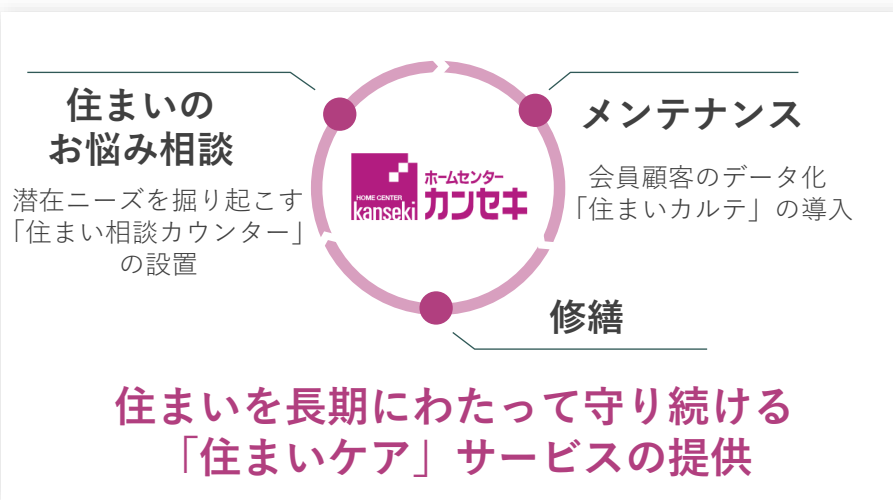 住まいの
お悩み相談
潜在ニーズを掘り起こす
「住まい相談カウンター」
の設置
メンテナンス
会員顧客のデータ化
「住まいカルテ」の導入
HOME CENTER
kanseki
ホームセンター
カンセキ
修繕
住まいを長期にわたって守り続ける
「住まいケア」サービスの提供